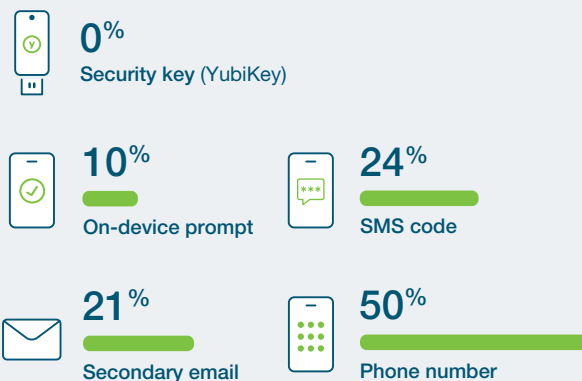 y
0%
Security key (YubiKey)
10%
On-device prompt
24%
***
SMS code
21%
Secondary email
50%
Phone number